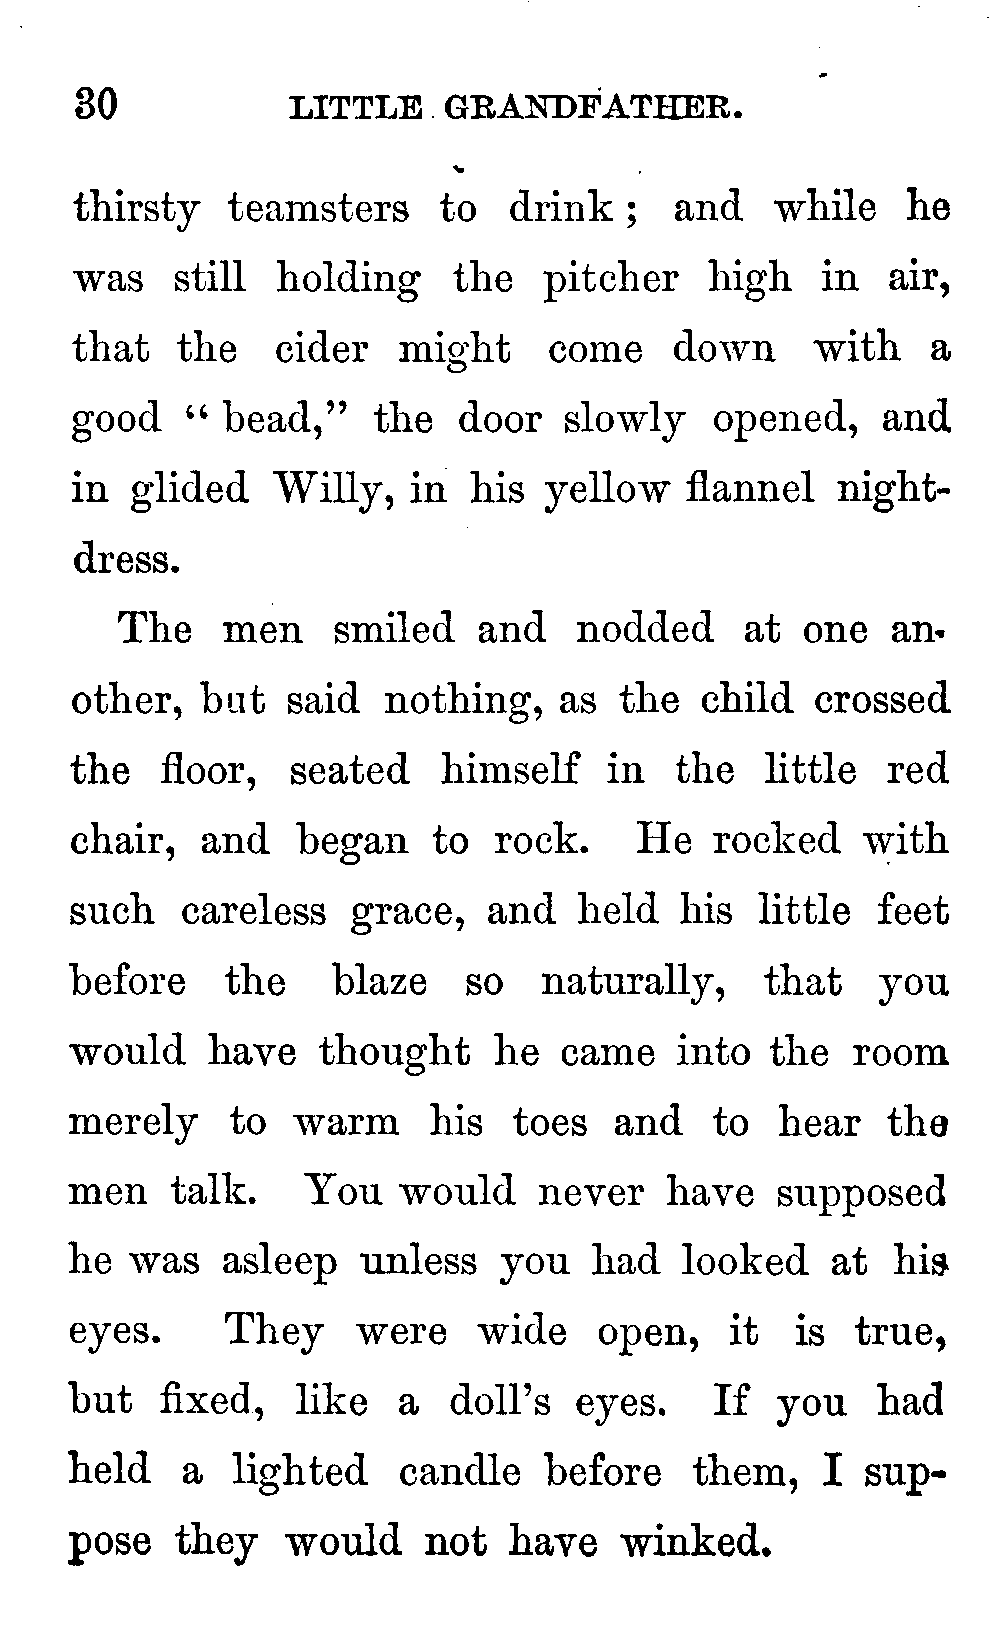 30 LITTLE GRANDFATHER.
thirsty teamsters to drink; and while he
was still holding the pitcher high in air,
that the cider might come down with a
good "bead," the door slowly opened, and
in glided Willy, in his yellow flannel night-
dress.
The men smiled and nodded at one an-
other, but said nothing, as the child crossed
the floor, seated himself in the little red
chair, and began to rock. He rocked with
such careless grace, and held his little feet
before the blaze so naturally, that you
would have thought he came into the room
merely to warm his toes and to hear the
men talk. You would never have supposed
he was asleep unless you had looked at his
eyes. They were wide open, it is true,
but fixed, like a doll's eyes. If you had
held a lighted candle before them, I sup-
pose they would not have winked.